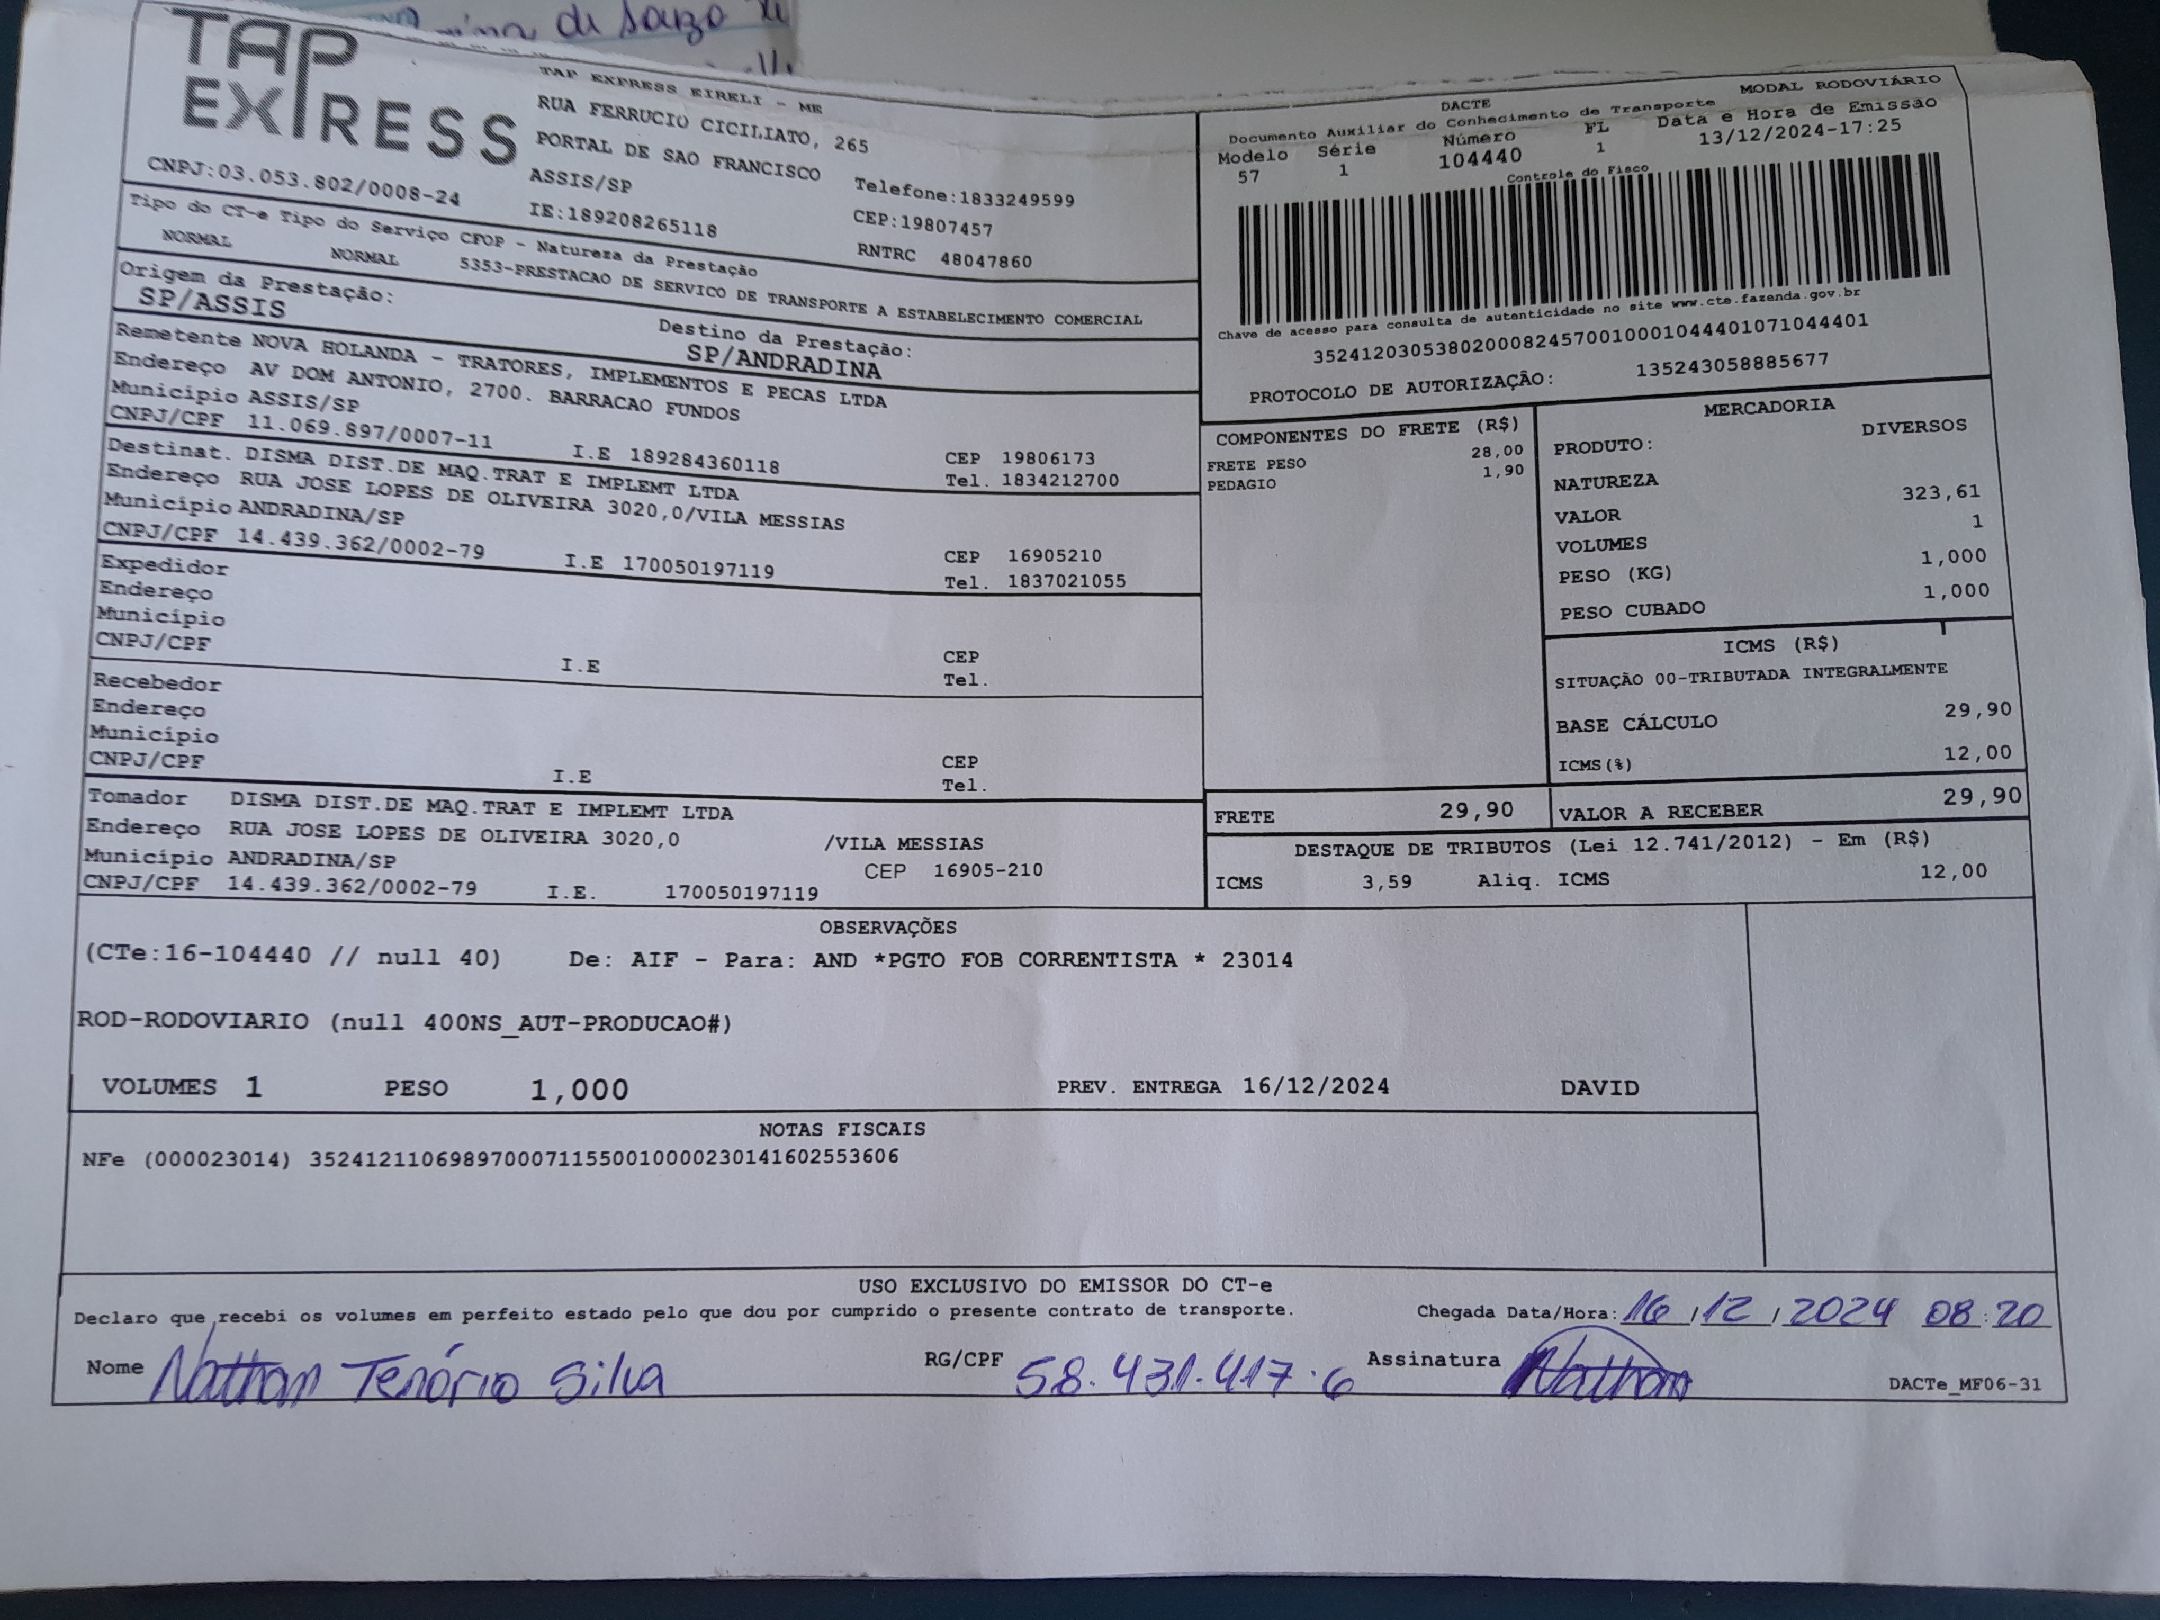 di Souza
TAP
EXPRESS
TAP EXPRESS EIRELI - ME
RUA FERRUCIO CICILIATO, 265
PORTAL DE SAO FRANCISCO
ASSIS/SP
Telefone:1833249599
CNPJ:03.053.802/0008-24
IE:189208265118
CEP:19807457
RNTRC 48047860
Tipo do CT-e Tipo do Serviço CFOP - Natureza da Prestação
NORMAL NORMAL 5353-PRESTACAO DE SERVICO DE TRANSPORTE A ESTABELECIMENTO COMERCIAL
Origem da Prestação:
SP/ASSIS
Destino da Prestação:
SP/ANDRADINA
Remetente NOVA HOLANDA - TRATORES, IMPLEMENTOS E PECAS LTDA
Endereço AV DOM ANTONIO, 2700. BARRACAO FUNDOS
Município ASSIS/SP
CEP 19806173
CNPJ/CPF 11.069.897/0007-11 I.E 189284360118
Tel. 1834212700
Destinat. DISMA DIST.DE MAQ.TRAT E IMPLEMT LTDA
Endereço RUA JOSE LOPES DE OLIVEIRA 3020,0/VILA MESSIAS
Município ANDRADINA/SP
CEP 16905210
CNPJ/CPF 14.439.362/0002-79 I.E 170050197119
Tel. 1837021055
Expedidor
Endereço
Município
CEP
CNPJ/CPF I.E Tel.
Recebedor
Endereço
Município
CEP
CNPJ/CPF I.E Tel.
Tomador DISMA DIST.DE MAQ.TRAT E IMPLEMT LTDA
Endereço RUA JOSE LOPES DE OLIVEIRA 3020,0 /VILA MESSIAS
Município ANDRADINA/SP CEP 16905-210
CNPJ/CPF 14.439.362/0002-79 I.E. 170050197119
MODAL RODOVIÁRIO
DACTE
Documento Auxiliar do Conhecimento de Transporte
Modelo Série Número FL Data e Hora de Emissão
57 1 104440 1 13/12/2024-17:25
Controle do Fisco
Chave de acesso para consulta de autenticidade no site www.cte.fazenda.gov.br
35241203053802000824570010001044401071044401
PROTOCOLO DE AUTORIZAÇÃO: 135243058885677
COMPONENTES DO FRETE (R$)
FRETE PESO 28,00
PEDAGIO 1,90
MERCADORIA
PRODUTO: DIVERSOS
NATUREZA
VALOR 323,61
VOLUMES 1
PESO (KG) 1,000
PESO CUBADO 1,000
ICMS (R$)
SITUAÇÃO 00-TRIBUTADA INTEGRALMENTE
BASE CÁLCULO 29,90
ICMS(%) 12,00
FRETE 29,90 VALOR A RECEBER 29,90
DESTAQUE DE TRIBUTOS (Lei 12.741/2012) - Em (R$)
ICMS 3,59 Aliq. ICMS 12,00
OBSERVAÇÕES
(CTe:16-104440 // null 40) De: AIF - Para: AND *PGTO FOB CORRENTISTA * 23014
ROD-RODOVIARIO (null 400NS_AUT-PRODUCAO#)
VOLUMES 1 PESO 1,000 PREV. ENTREGA 16/12/2024 DAVID
NOTAS FISCAIS
NFe (000023014) 35241211069897000711550010000230141602553606
USO EXCLUSIVO DO EMISSOR DO CT-e
Declaro que recebi os volumes em perfeito estado pelo que dou por cumprido o presente contrato de transporte. Chegada Data/Hora: 16/12/2024 08:20
Nome Nathan Tenório Silva RG/CPF 58.431.417.6 Assinatura Nathan
DACTe_MF06-31